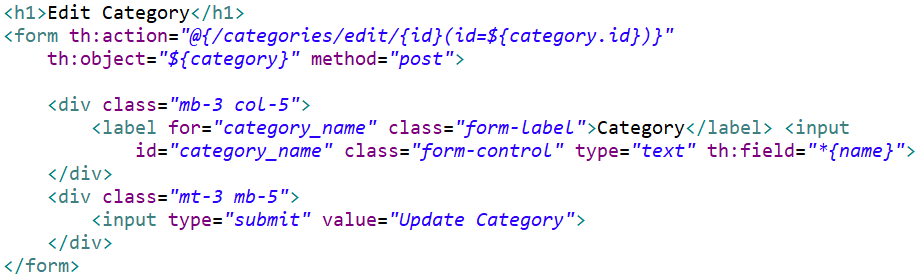 <h1>Edit Category</h1>
<form th:action="@{/categories/edit/{id}(id=${category.id})}"
    th:object="${category}" method="post">

    <div class="mb-3 col-5">
        <label for="category_name" class="form-label">Category</label> <input
            id="category_name" class="form-control" type="text" th:field="*{name}">
    </div>
    <div class="mt-3 mb-5">
        <input type="submit" value="Update Category">
    </div>
</form>